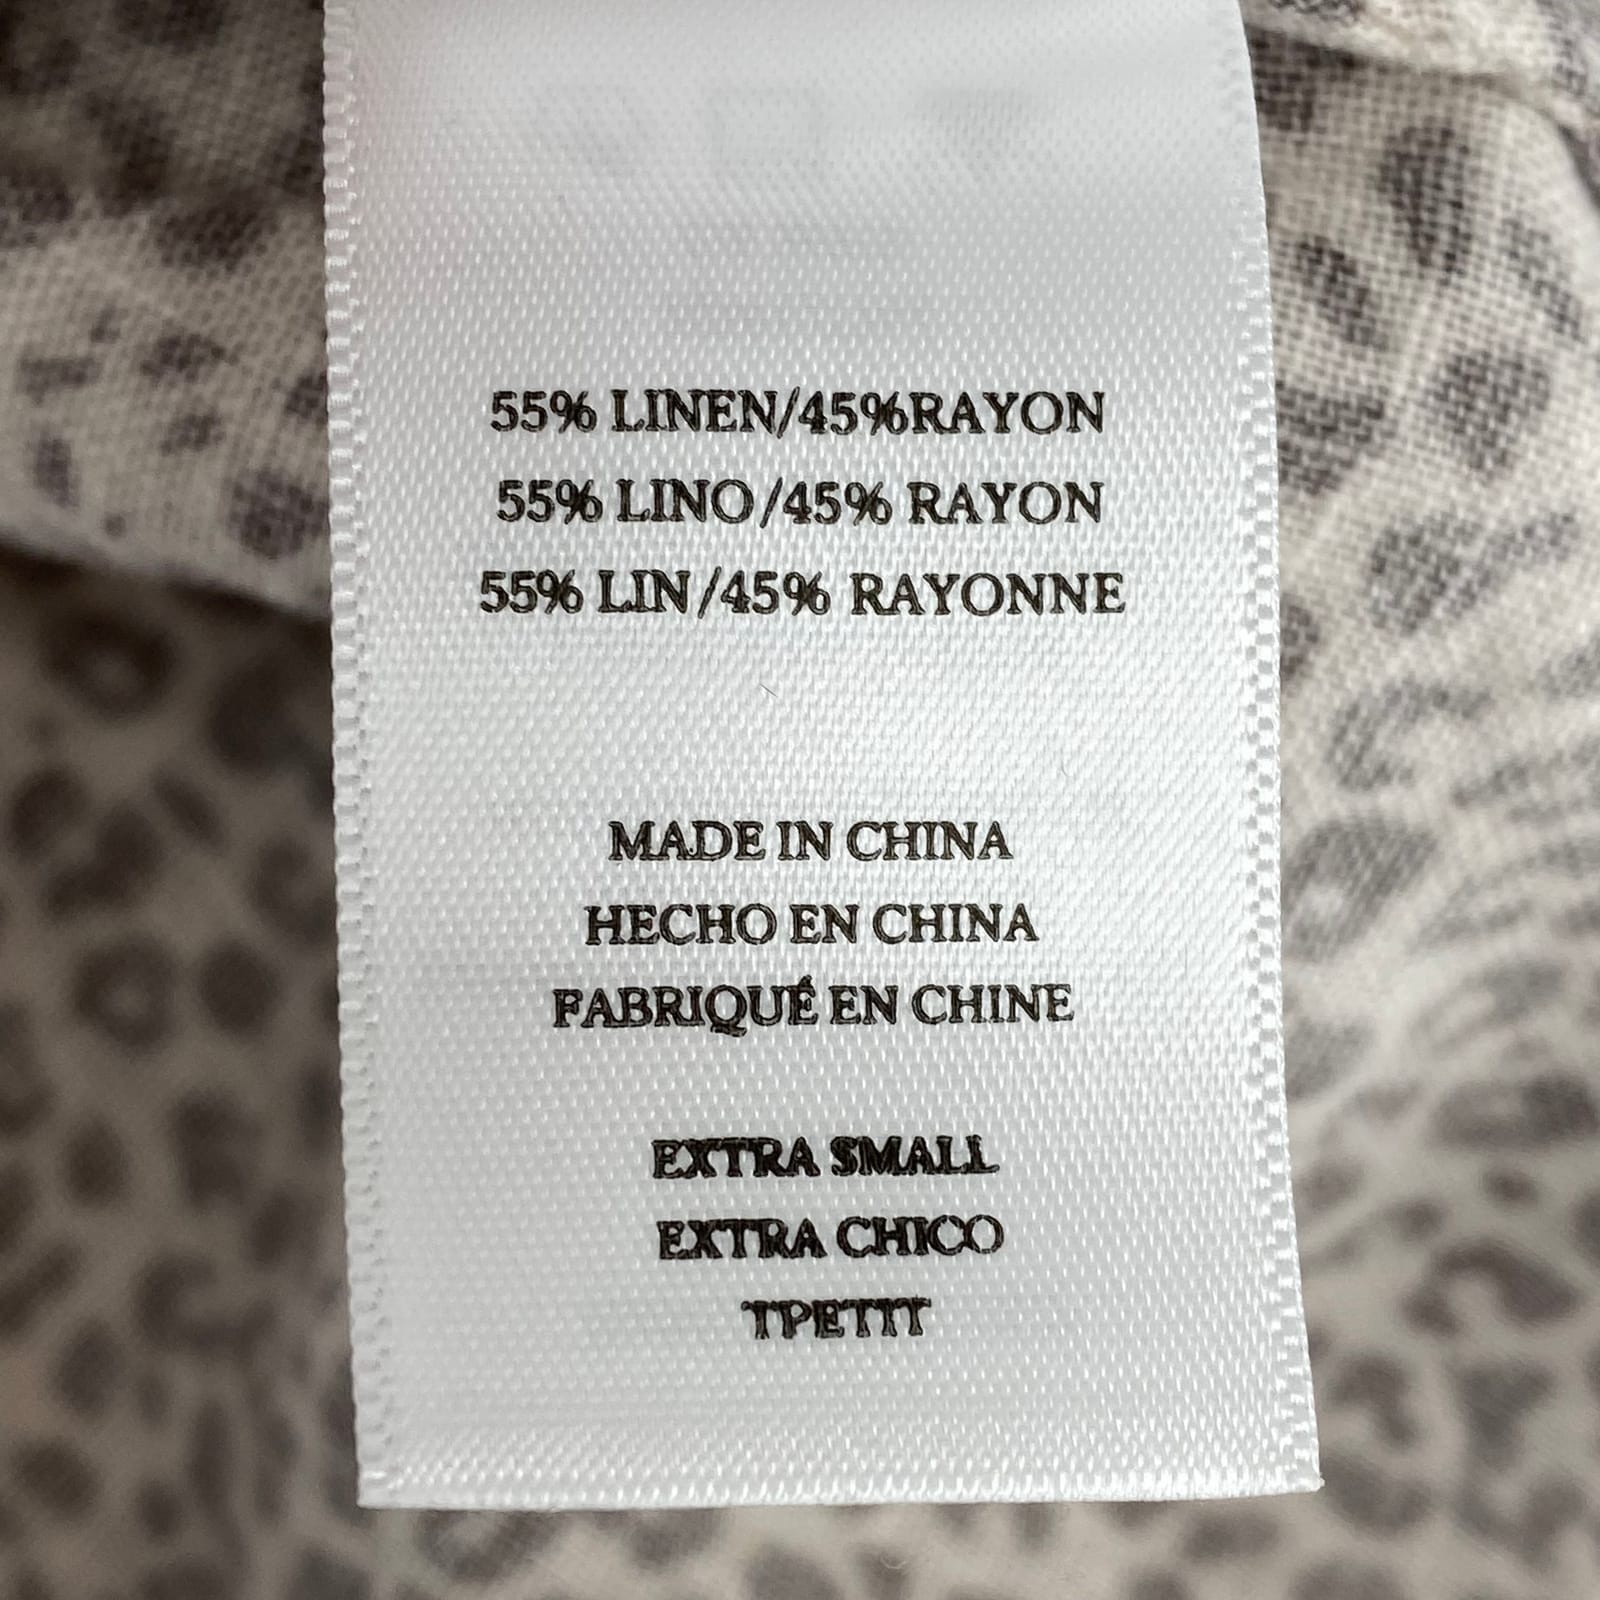 55% LINEN/45%RAYON
55% LINO/45% RAYON
55% LIN/45% RAYONNE
MADE IN CHINA
HECHO EN CHINA
FABRIQUÉ EN CHINE
EXTRA SMALL
EXTRA CHICO
TPETIT